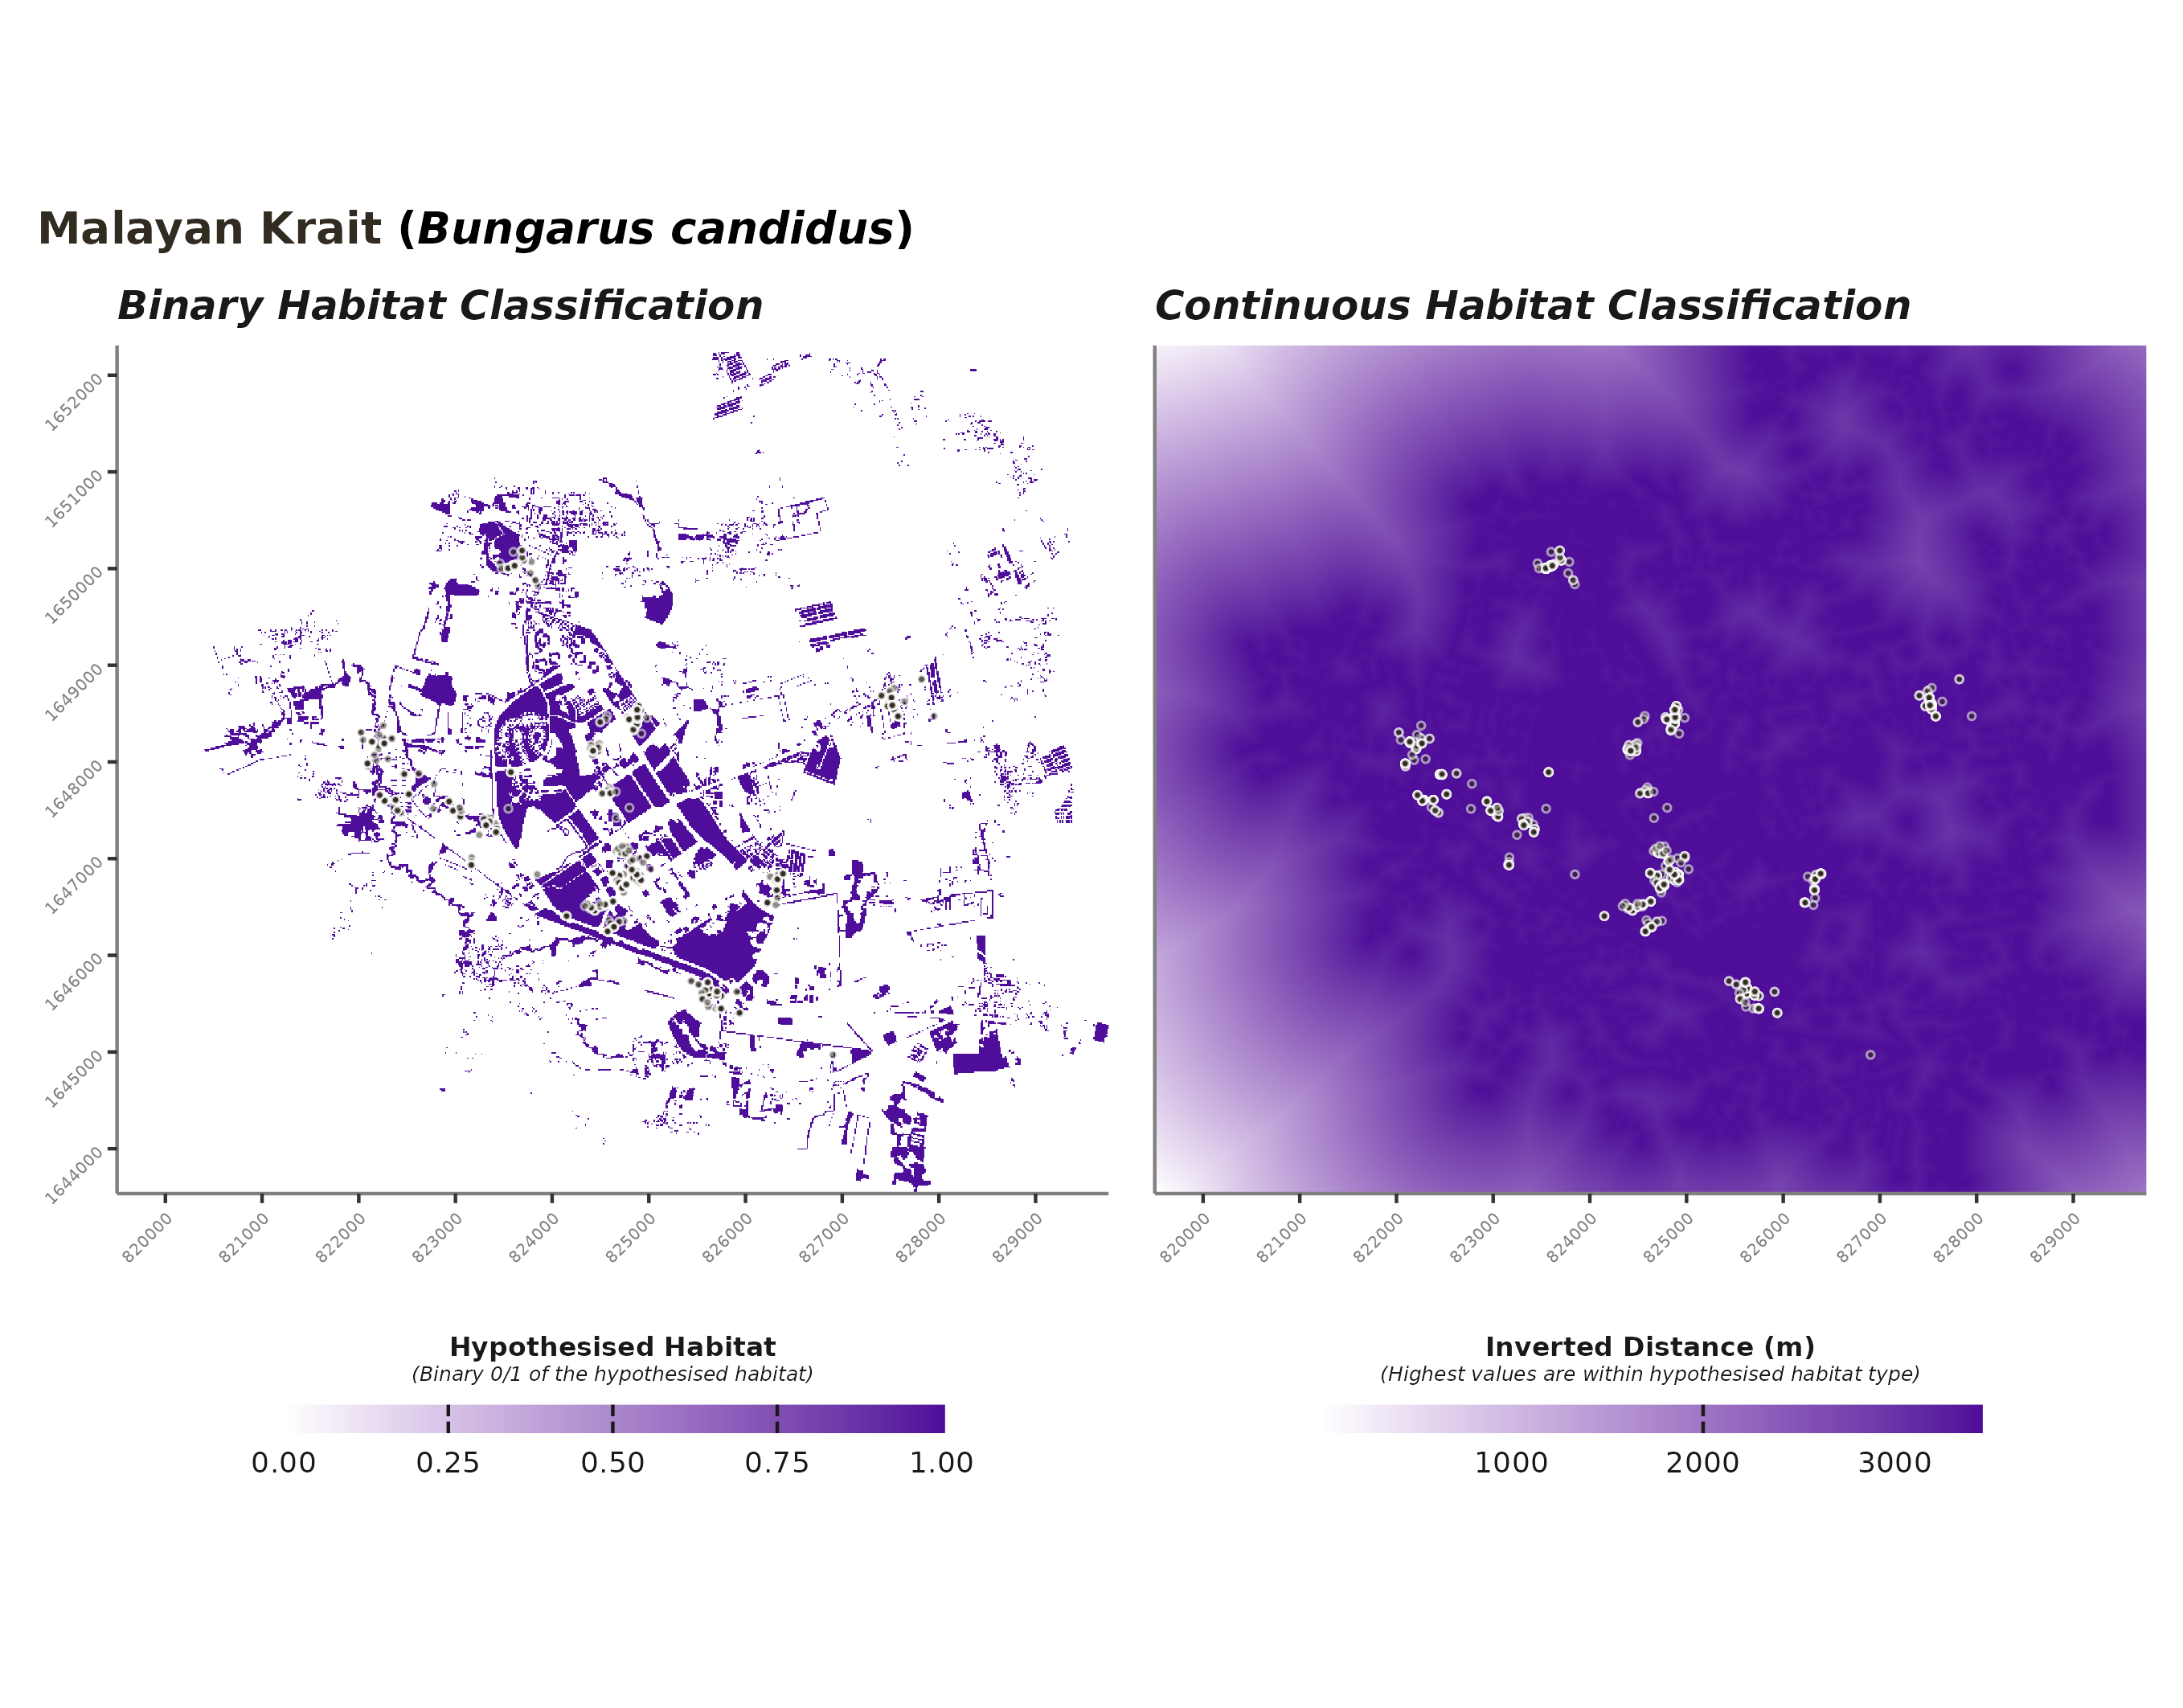 Malayan Krait (Bungarus candidus)
Binary Habitat Classification
Continuous Habitat Classification
1652000
1651000
1650000
1649000
1648000
1647000
1646000
1645000
1644000
820000 821000 822000 823000 824000 825000 826000 827000 828000 829000
820000 821000 822000 823000 824000 825000 826000 827000 828000 829000
Hypothesised Habitat
(Binary 0/1 of the hypothesised habitat)
0.00 0.25 0.50 0.75 1.00
Inverted Distance (m)
(Highest values are within hypothesised habitat type)
1000 2000 3000